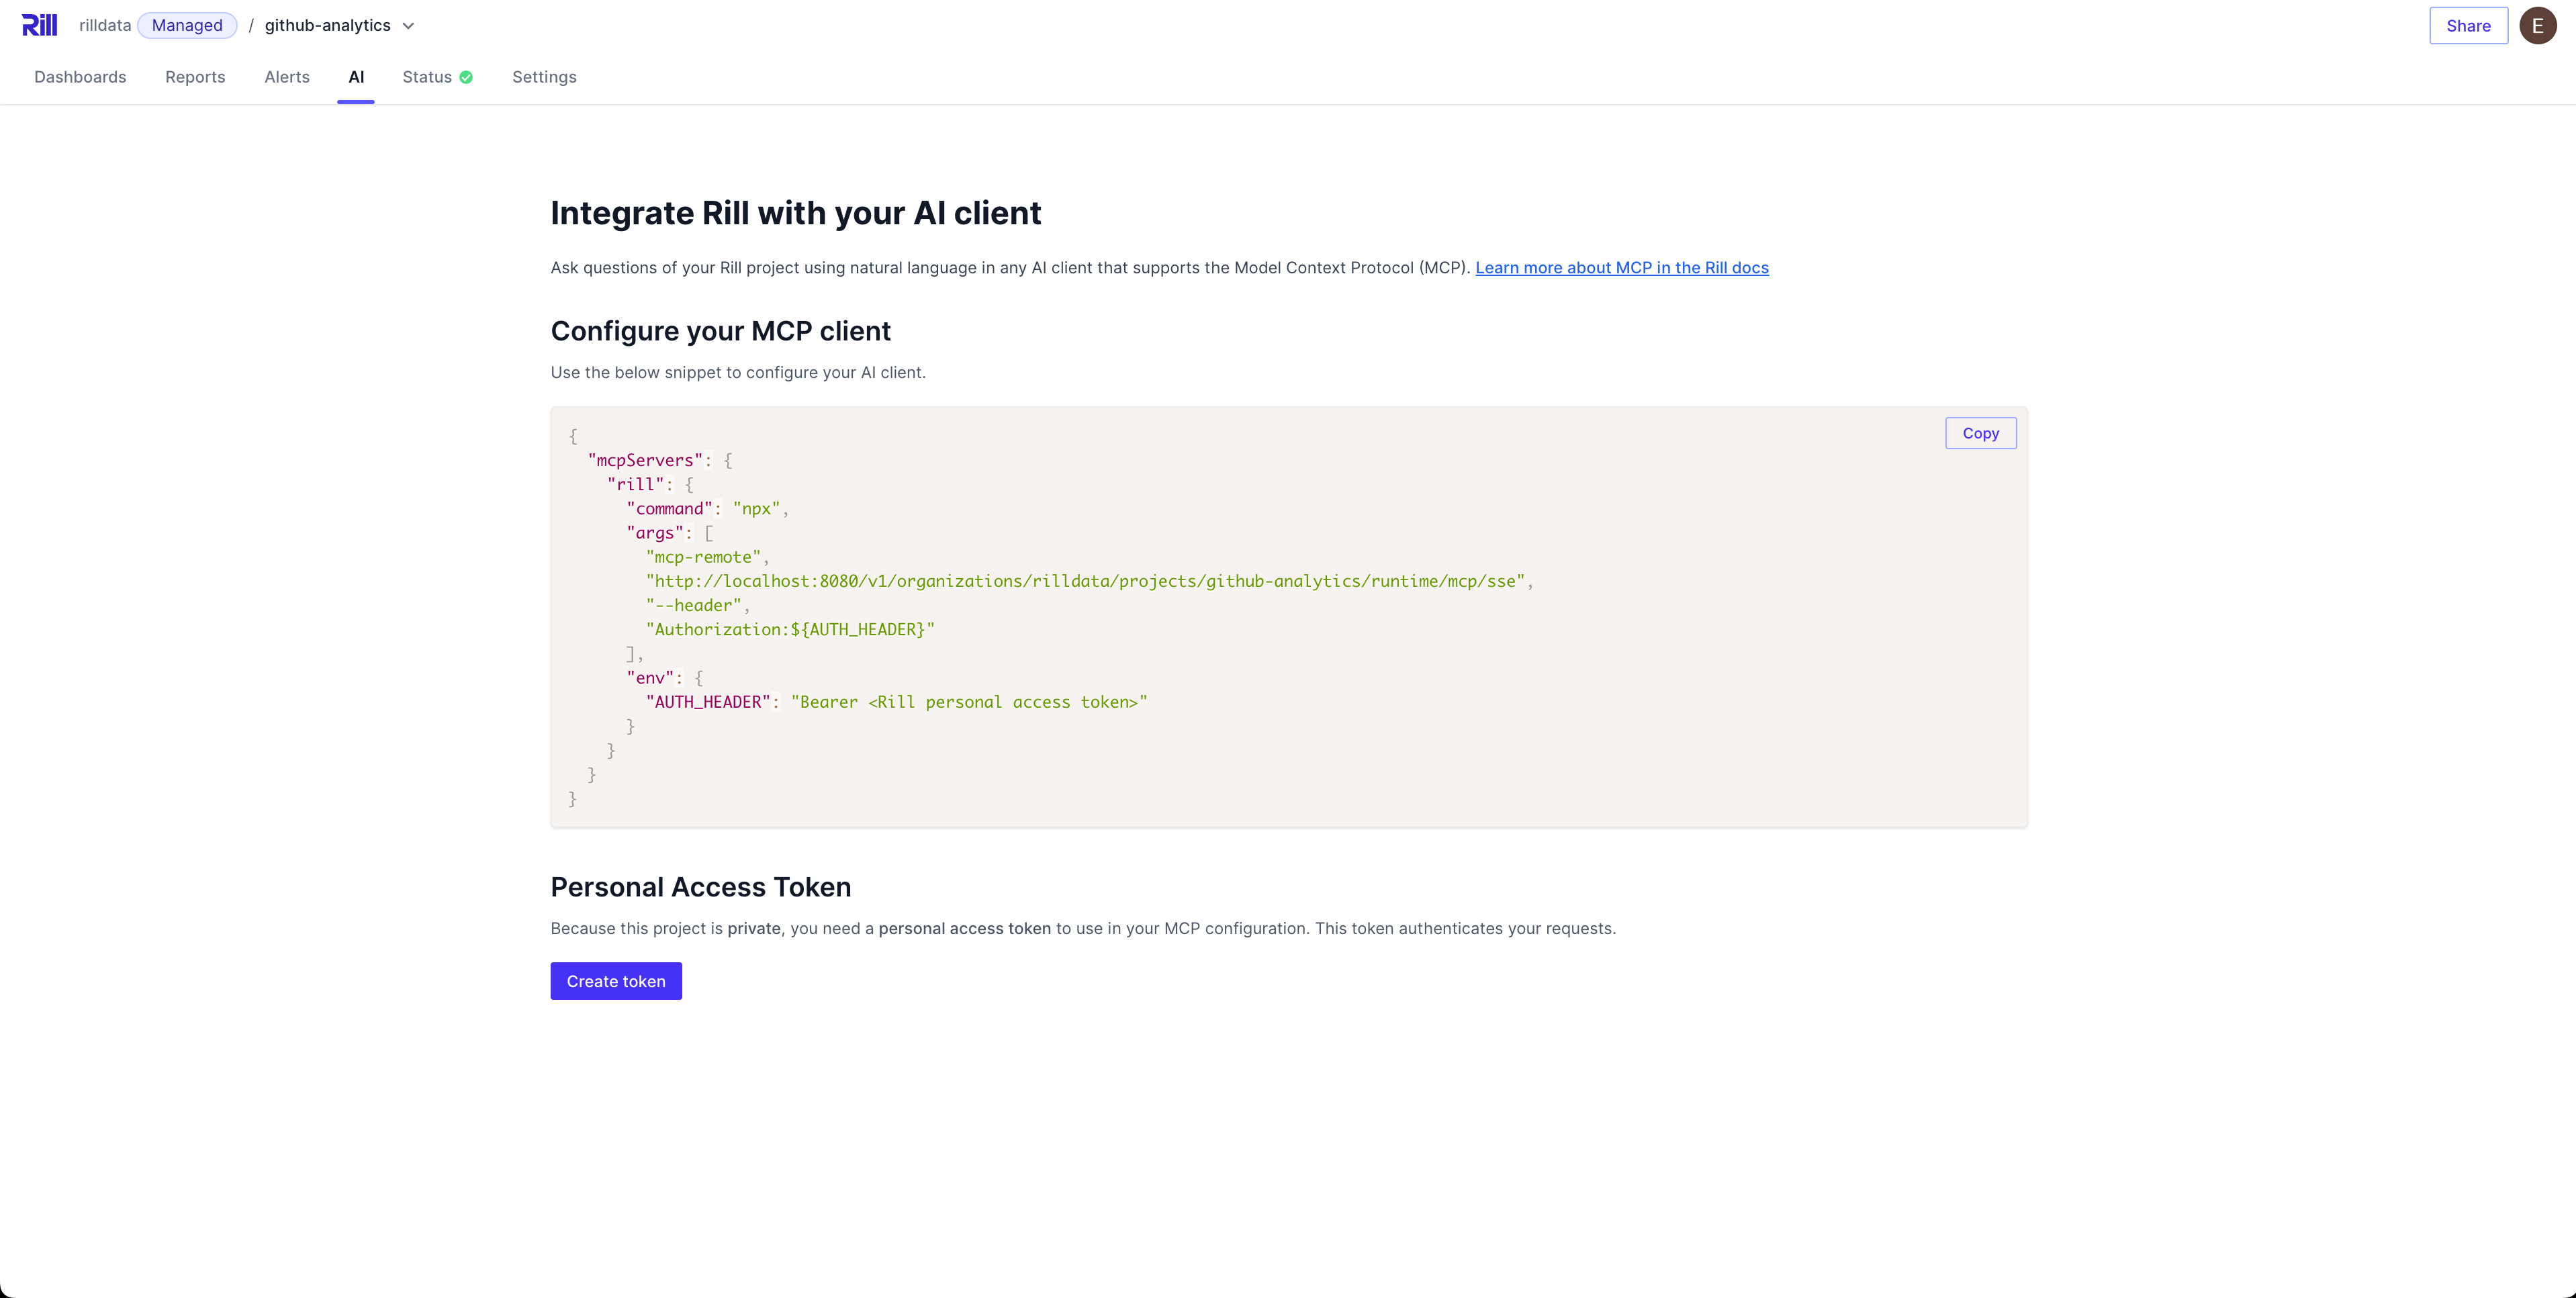 Rill rilldata Managed / github-analytics Share E
Dashboards Reports Alerts AI Status Settings
Integrate Rill with your AI client
Ask questions of your Rill project using natural language in any AI client that supports the Model Context Protocol (MCP). Learn more about MCP in the Rill docs
Configure your MCP client
Use the below snippet to configure your AI client.
Copy
{
  "mcpServers": {
    "rill": {
      "command": "npx",
      "args": [
        "mcp-remote",
        "http://localhost:8080/v1/organizations/rilldata/projects/github-analytics/runtime/mcp/sse",
        "--header",
        "Authorization:${AUTH_HEADER}"
      ],
      "env": {
        "AUTH_HEADER": "Bearer <Rill personal access token>"
      }
    }
  }
}
Personal Access Token
Because this project is private, you need a personal access token to use in your MCP configuration. This token authenticates your requests.
Create token